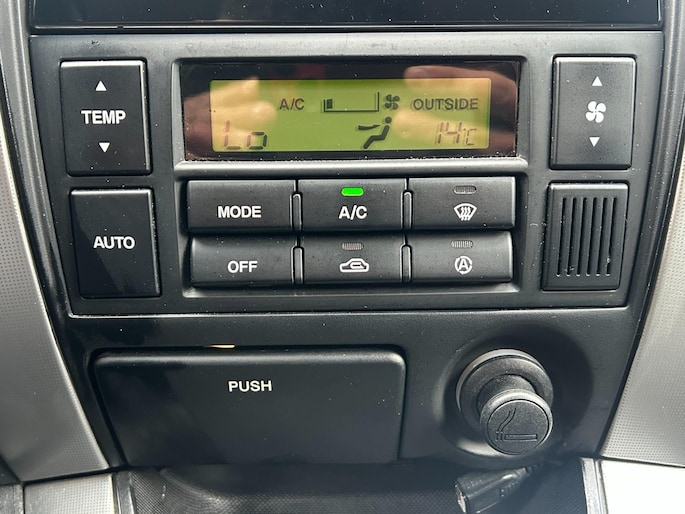 A/C OUTSIDE
Lo 14°C
TEMP
MODE A/C
AUTO
OFF
PUSH